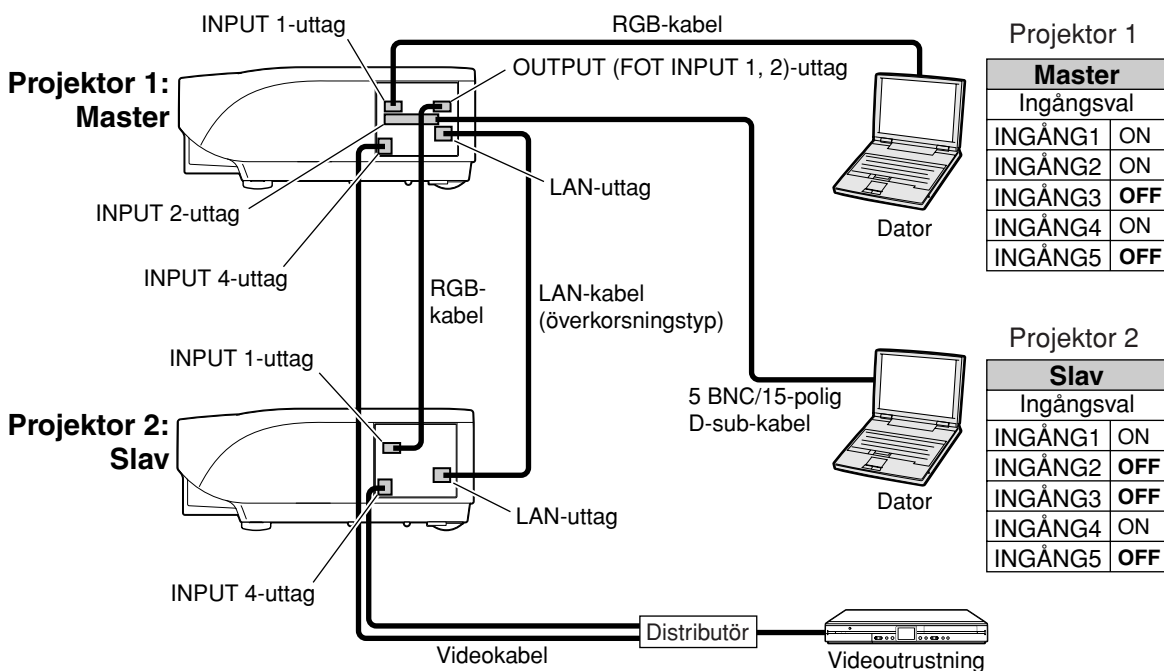 INPUT 1-uttag
RGB-kabel
OUTPUT (FOT INPUT 1, 2)-uttag
Projektor 1:
Master
INPUT 2-uttag
LAN-uttag
INPUT 4-uttag
Dator
RGB-
kabel
LAN-kabel
(överkorsningstyp)
INPUT 1-uttag
5 BNC/15-polig
D-sub-kabel
Projektor 2:
Slav
Dator
LAN-uttag
INPUT 4-uttag
Distributör
Videokabel
Videoutrustning
Projektor 1
Master
Ingångsval
INGÅNG1 ON
INGÅNG2 ON
INGÅNG3 OFF
INGÅNG4 ON
INGÅNG5 OFF
Projektor 2
Slav
Ingångsval
INGÅNG1 ON
INGÅNG2 OFF
INGÅNG3 OFF
INGÅNG4 ON
INGÅNG5 OFF